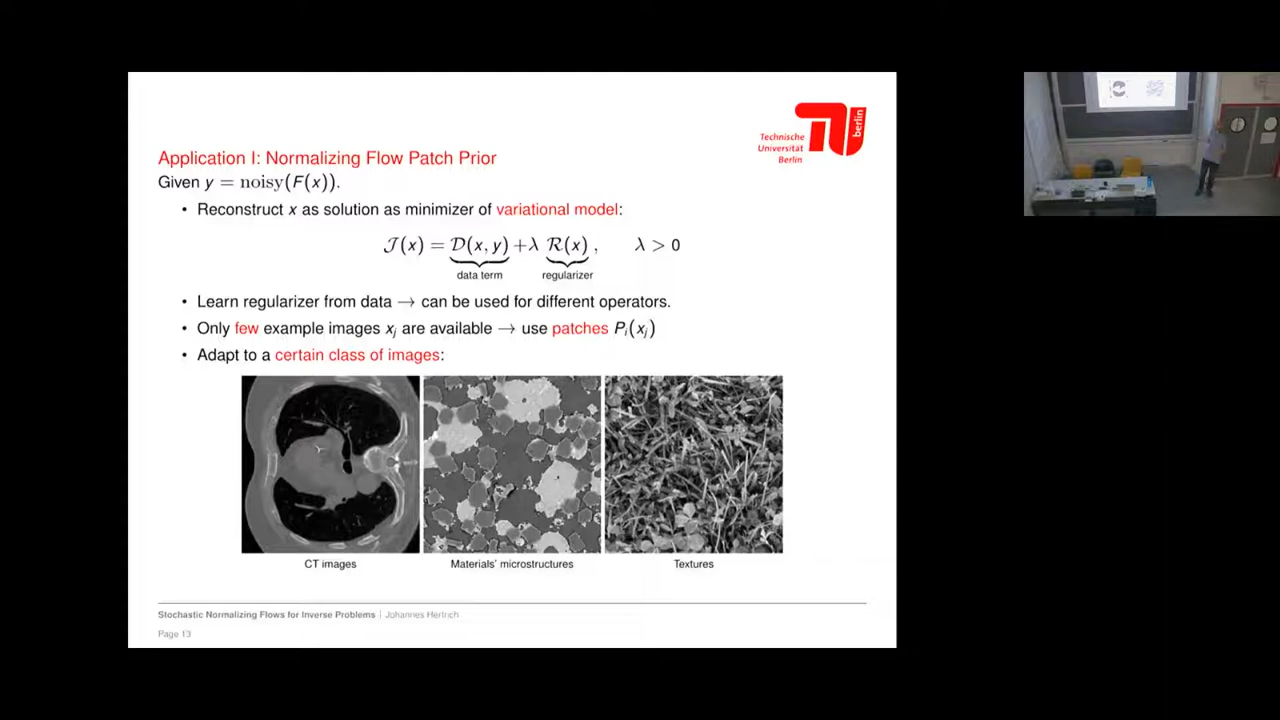 Technische
Universität
Berlin
berlin
Application I: Normalizing Flow Patch Prior
Given y = noisy(F(x)).
• Reconstruct x as solution as minimizer of variational model:
𝒥(x) = 𝒟(x, y) + λ ℛ(x) , λ > 0
data term regularizer
• Learn regularizer from data → can be used for different operators.
• Only few example images xⱼ are available → use patches Pᵢ(xⱼ)
• Adapt to a certain class of images:
CT images
Materials' microstructures
Textures
Stochastic Normalizing Flows for Inverse Problems | Johannes Hertrich
Page 13